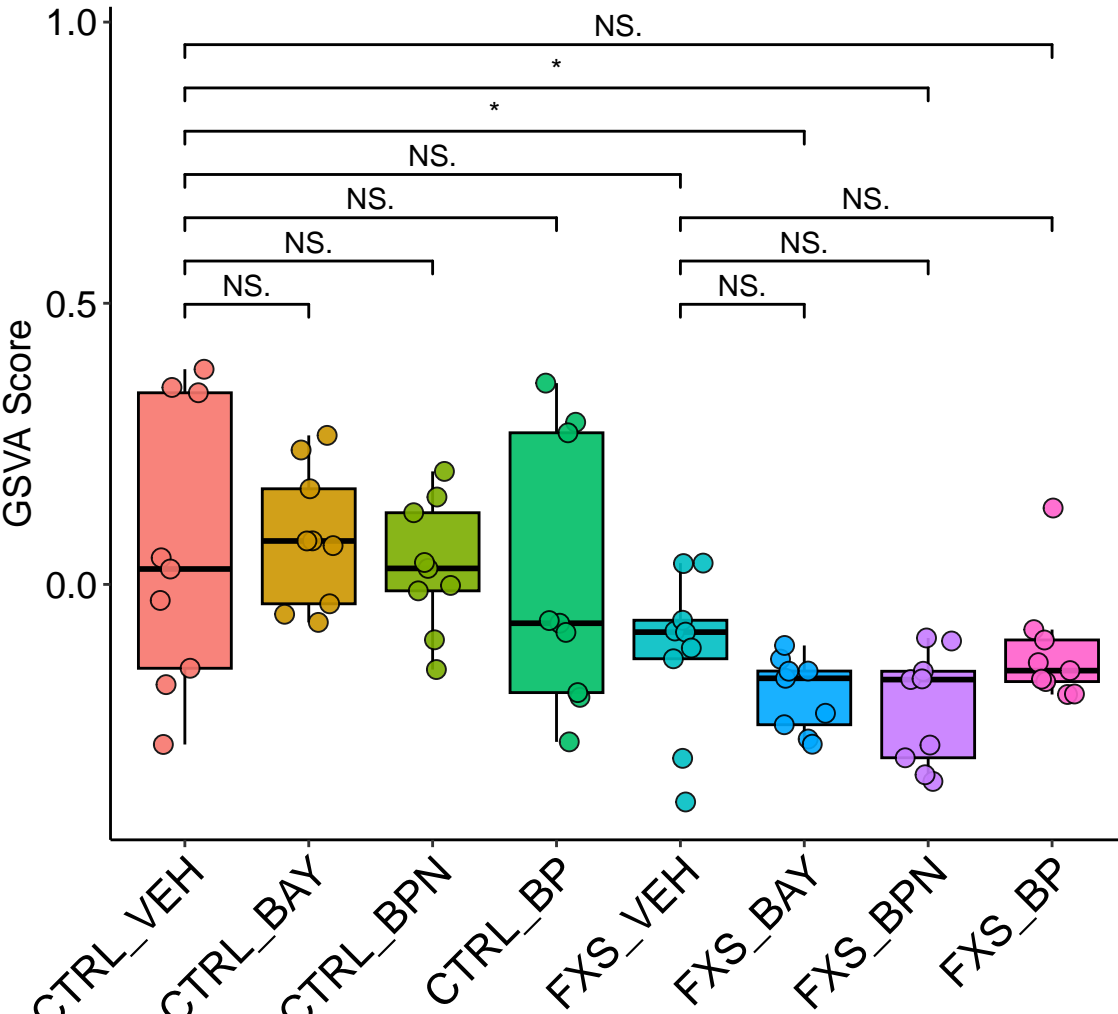 1.0
NS.
*
*
NS.
NS.
NS.
NS.
NS.
NS.
NS.
0.5
GSVA Score
0.0
CTRL_VEH
CTRL_BAY
CTRL_BPN
CTRL_BP
FXS_VEH
FXS_BAY
FXS_BPN
FXS_BP